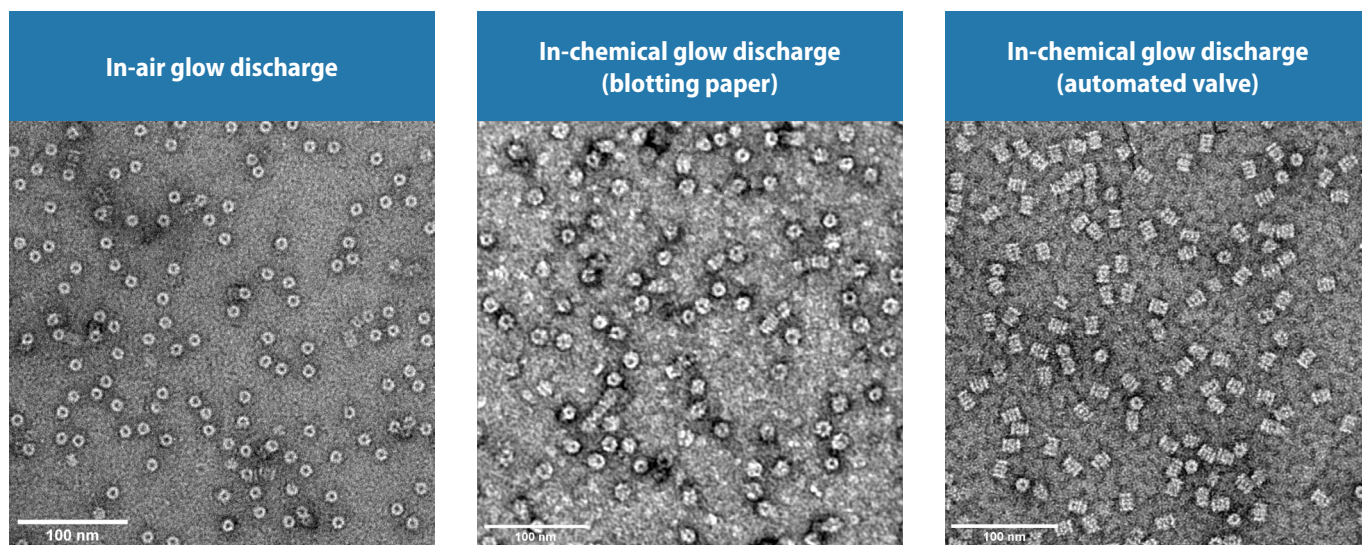 In-air glow discharge
In-chemical glow discharge
(blotting paper)
In-chemical glow discharge
(automated valve)
100 nm
100 nm
100 nm